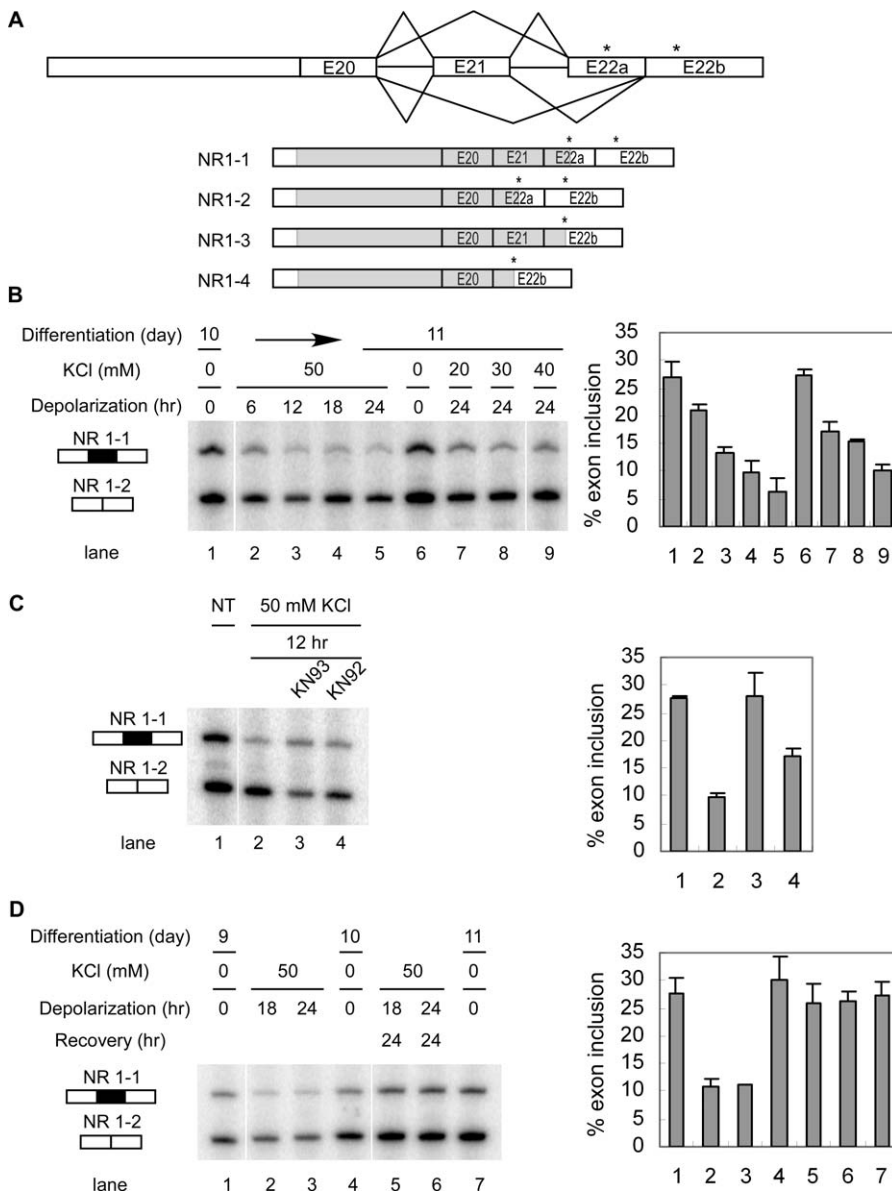 A
* *
E20 E21 E22a E22b
* *
NR1-1 E20 E21 E22a E22b
* *
NR1-2 E20 E22a E22b
*
NR1-3 E20 E21 E22b
*
NR1-4 E20 E22b
B
Differentiation (day) 10 11
KCl (mM) 0 50 0 20 30 40
Depolarization (hr) 0 6 12 18 24 0 24 24 24
NR 1-1
NR 1-2
lane 1 2 3 4 5 6 7 8 9
% exon inclusion
35
30
25
20
15
10
5
0
1 2 3 4 5 6 7 8 9
C
NT 50 mM KCl
12 hr
KN93 KN92
NR 1-1
NR 1-2
lane 1 2 3 4
% exon inclusion
35
30
25
20
15
10
5
0
1 2 3 4
D
Differentiation (day) 9 10 11
KCl (mM) 0 50 0 50 0
Depolarization (hr) 0 18 24 0 18 24 0
Recovery (hr) 24 24
NR 1-1
NR 1-2
lane 1 2 3 4 5 6 7
% exon inclusion
35
30
25
20
15
10
5
0
1 2 3 4 5 6 7